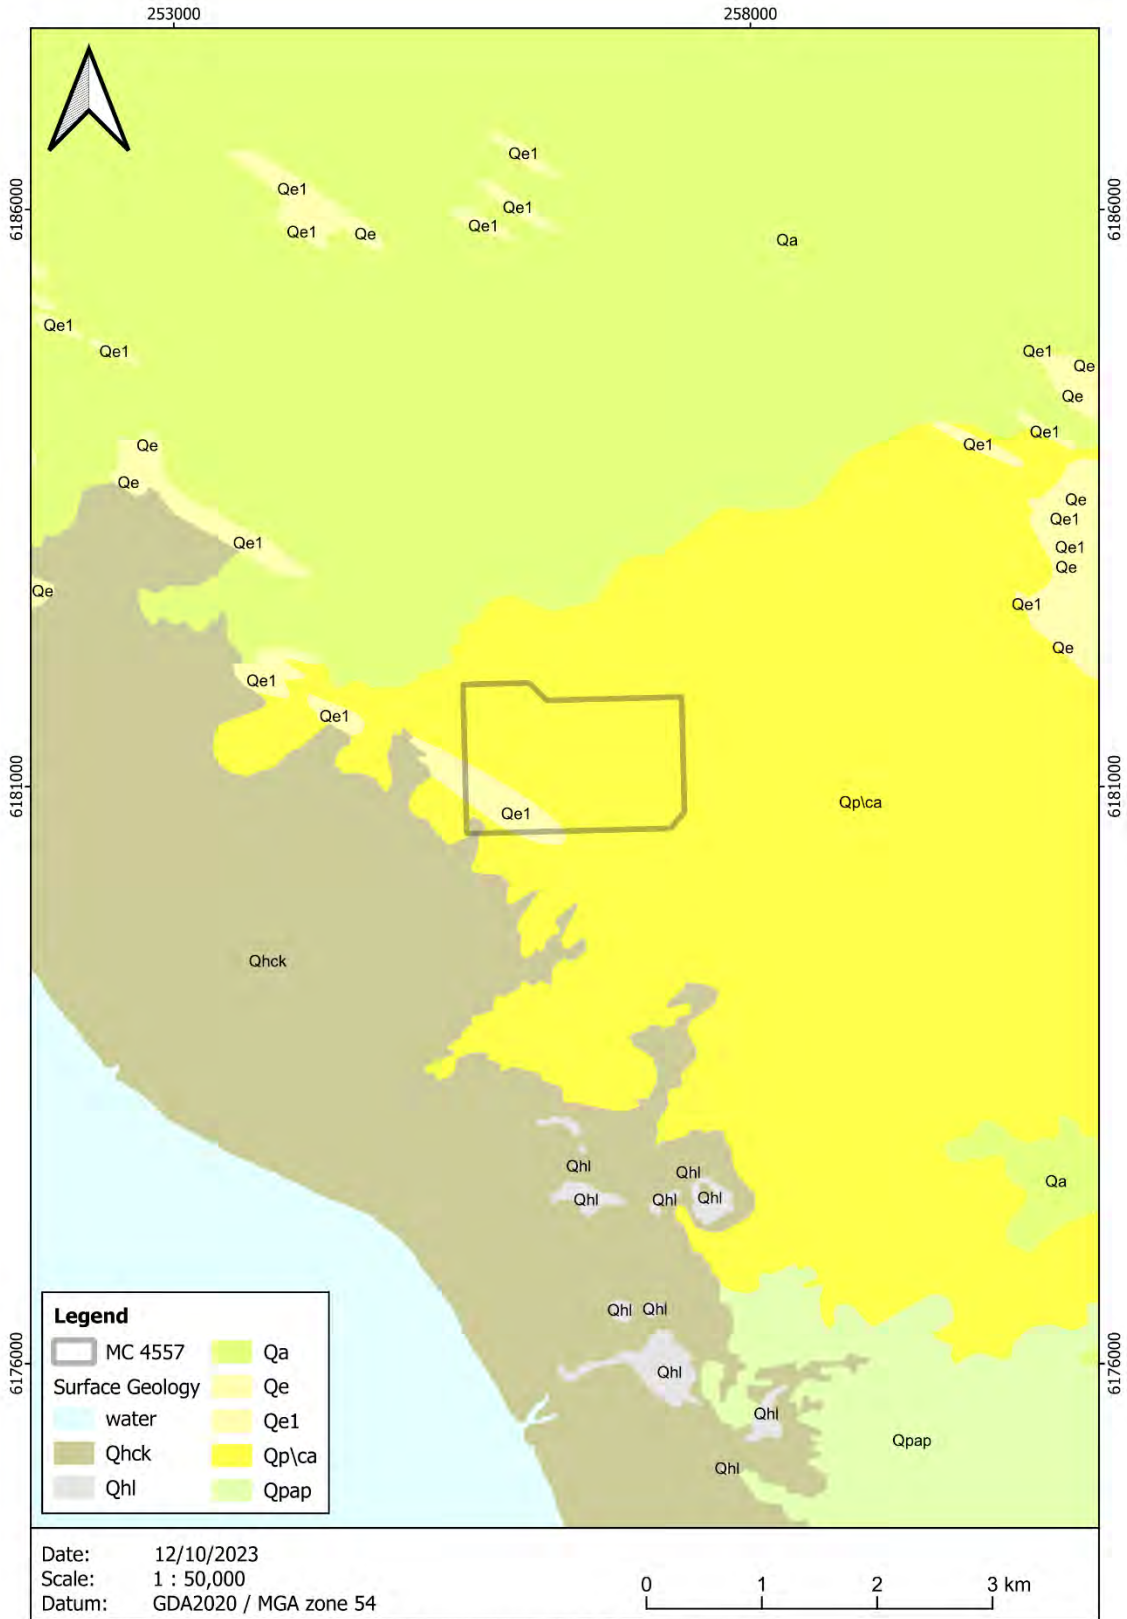 253000 258000
Qe1
6186000 Qe1 Qe1 6186000
Qe1 Qe1 Qe Qa
Qe1
Qe1 Qe1 Qe
Qe
Qe Qe1 Qe1
Qe Qe
Qe1 Qe1
Qe1
Qe Qe
Qe1
Qe1 Qe
Qe1
6181000 6181000
Qe1 Qp\ca
Qhck
Qhl Qhl
Qhl Qhl Qhl Qa
Qhl Qhl
6176000 Qhl 6176000
Qhl
Qpap
Qhl
Legend
MC 4557 Qa
Surface Geology Qe
water Qe1
Qhck Qp\ca
Qhl Qpap
Date: 12/10/2023
Scale: 1 : 50,000
Datum: GDA2020 / MGA zone 54
0 1 2 3 km